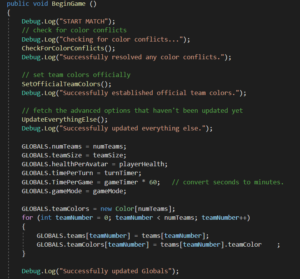 public void BeginGame ()
{
Debug.Log("START MATCH");
// check for color conflicts
Debug.Log("Checking for color conflicts...");
CheckForColorConflicts();
Debug.Log("Successfully resolved any color conflicts.");
// set team colors officially
SetOfficialTeamColors();
Debug.Log("Successfully established official team colors.");
// fetch the advanced options that haven't been updated yet
UpdateEverythingElse();
Debug.Log("Successfully updated everything else.");
GLOBALS.numTeams = numTeams;
GLOBALS.teamSize = teamSize;
GLOBALS.healthPerAvatar = playerHealth;
GLOBALS.timePerTurn = turnTimer;
GLOBALS.TimePerGame = gameTimer * 60;   // convert seconds to minutes.
GLOBALS.gameMode = gameMode;
GLOBALS.teamColors = new Color[numTeams];
for (int teamNumber = 0; teamNumber < numTeams; teamNumber++)
{
GLOBALS.teams[teamNumber] = teams[teamNumber];
GLOBALS.teamColors[teamNumber] = teams[teamNumber].teamColor   ;
}
Debug.Log("Successfully updated Globals");